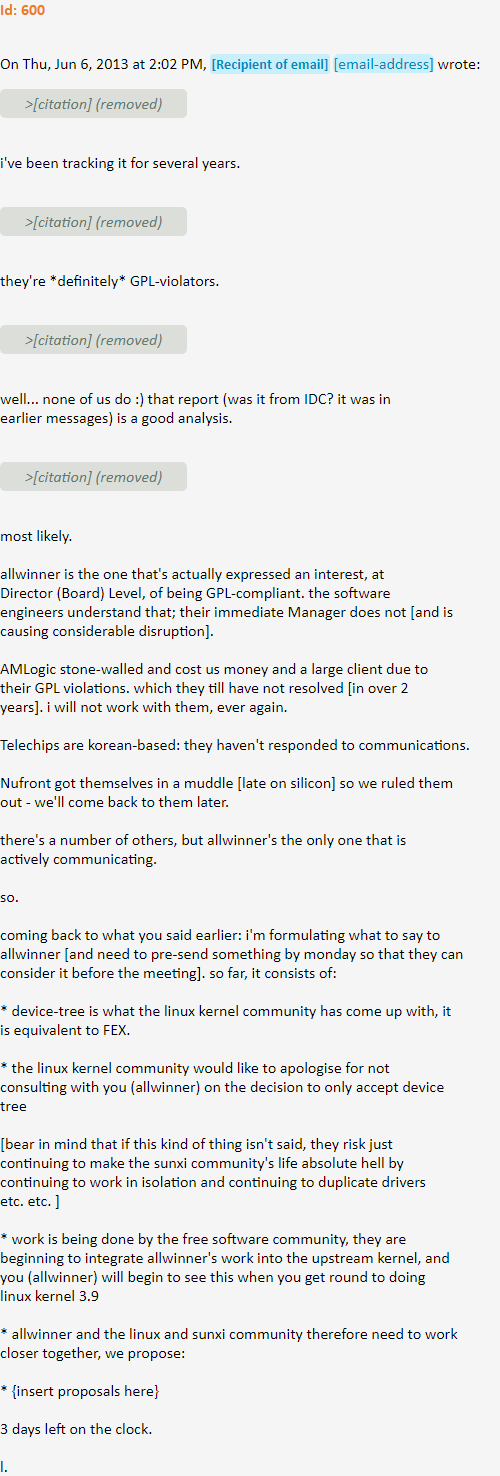 Id: 600
On Thu, Jun 6, 2013 at 2:02 PM, [Recipient of email] [email-address] wrote:
>[citation] (removed)
i've been tracking it for several years.
>[citation] (removed)
they're *definitely* GPL-violators.
>[citation] (removed)
well... none of us do :) that report (was it from IDC? it was in
earlier messages) is a good analysis.
>[citation] (removed)
most likely.
allwinner is the one that's actually expressed an interest, at
Director (Board) Level, of being GPL-compliant. the software
engineers understand that; their immediate Manager does not [and is
causing considerable disruption].
AMLogic stone-walled and cost us money and a large client due to
their GPL violations. which they till have not resolved [in over 2
years]. i will not work with them, ever again.
Telechips are korean-based: they haven't responded to communications.
Nufront got themselves in a muddle [late on silicon] so we ruled them
out - we'll come back to them later.
there's a number of others, but allwinner's the only one that is
actively communicating.
so.
coming back to what you said earlier: i'm formulating what to say to
allwinner [and need to pre-send something by monday so that they can
consider it before the meeting]. so far, it consists of:
* device-tree is what the linux kernel community has come up with, it
is equivalent to FEX.
* the linux kernel community would like to apologise for not
consulting with you (allwinner) on the decision to only accept device
tree
[bear in mind that if this kind of thing isn't said, they risk just
continuing to make the sunxi community's life absolute hell by
continuing to work in isolation and continuing to duplicate drivers
etc. etc. ]
* work is being done by the free software community, they are
beginning to integrate allwinner's work into the upstream kernel, and
you (allwinner) will begin to see this when you get round to doing
linux kernel 3.9
* allwinner and the linux and sunxi community therefore need to work
closer together, we propose:
* {insert proposals here}
3 days left on the clock.
l.